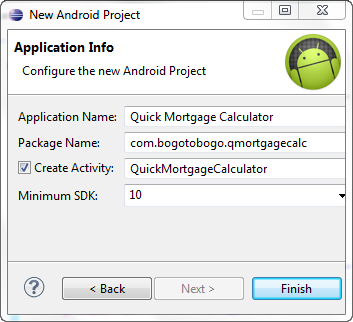 New Android Project
Application Info
Configure the new Android Project
Application Name: Quick Mortgage Calculator
Package Name: com.bogotobogo.qmortgagecalc
Create Activity: QuickMortgageCalculator
Minimum SDK: 10
? < Back Next > Finish